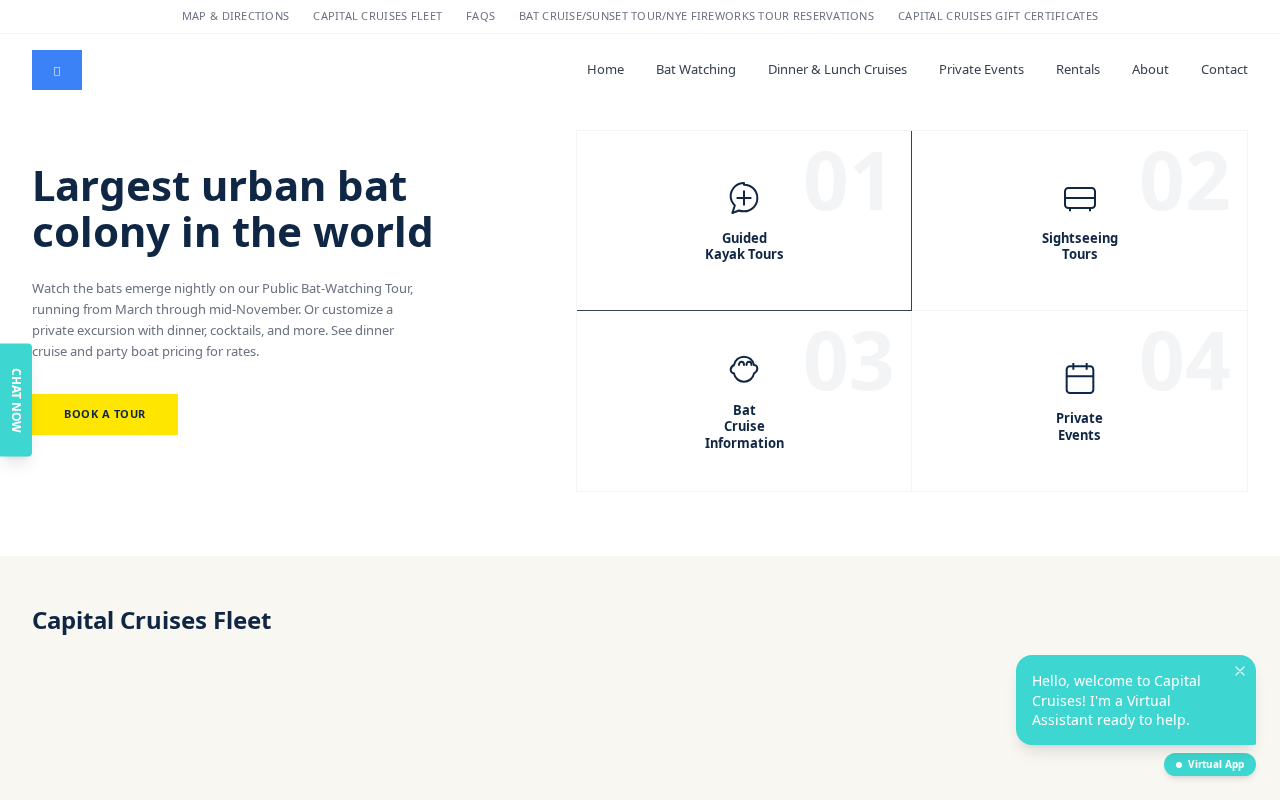 MAP & DIRECTIONS CAPITAL CRUISES FLEET FAQS BAT CRUISE/SUNSET TOUR/NYE FIREWORKS TOUR RESERVATIONS CAPITAL CRUISES GIFT CERTIFICATES
Home Bat Watching Dinner & Lunch Cruises Private Events Rentals About Contact
Largest urban bat
colony in the world
Watch the bats emerge nightly on our Public Bat-Watching Tour,
running from March through mid-November. Or customize a
private excursion with dinner, cocktails, and more. See dinner
cruise and party boat pricing for rates.
BOOK A TOUR
CHAT NOW
01
Guided
Kayak Tours
02
Sightseeing
Tours
03
Bat
Cruise
Information
04
Private
Events
Capital Cruises Fleet
Hello, welcome to Capital
Cruises! I'm a Virtual
Assistant ready to help.
Virtual App